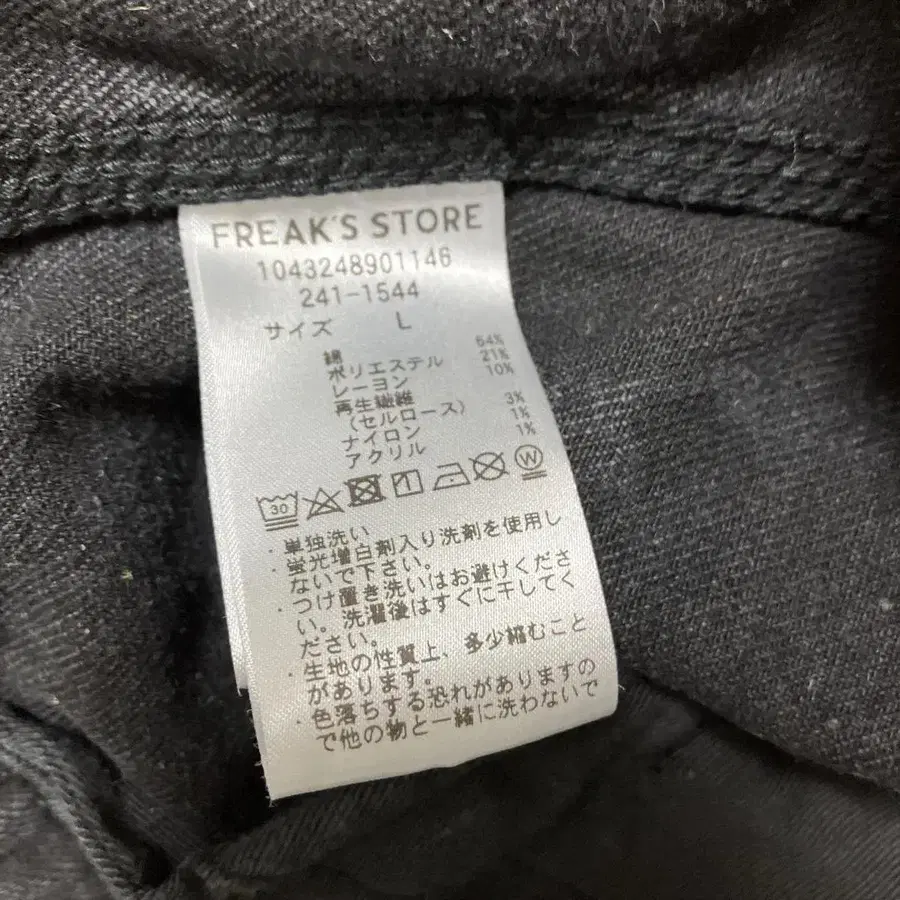 FREAK'S STORE
1043248901146
241-1544
サイズ L
綿 64%
ポリエステル 21%
レーヨン 10%
再生繊維
(セルロース) 3%
ナイロン 1%
アクリル 1%
30 W
・単独洗い
・蛍光増白剤入り洗剤を使用し
ないで下さい。
・つけ置き洗いはお避けくださ
い。洗濯後はすぐに干してく
ださい。
・生地の性質上、多少縮むこと
があります。
・色落ちする恐れがありますの
で他の物と一緒に洗わないで